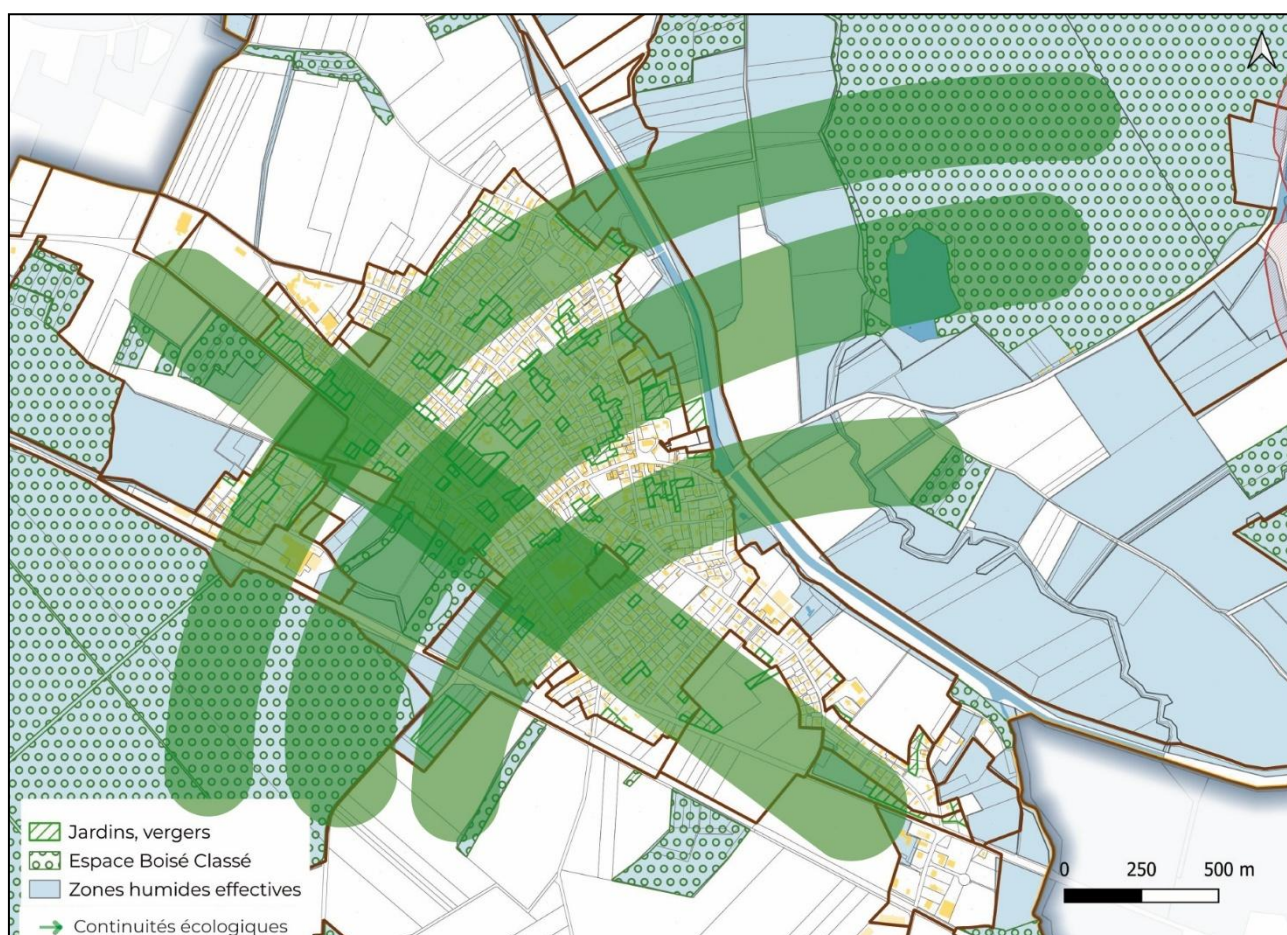 Jardins, vergers
Espace Boisé Classé
Zones humides effectives
Continuités écologiques
0 250 500 m